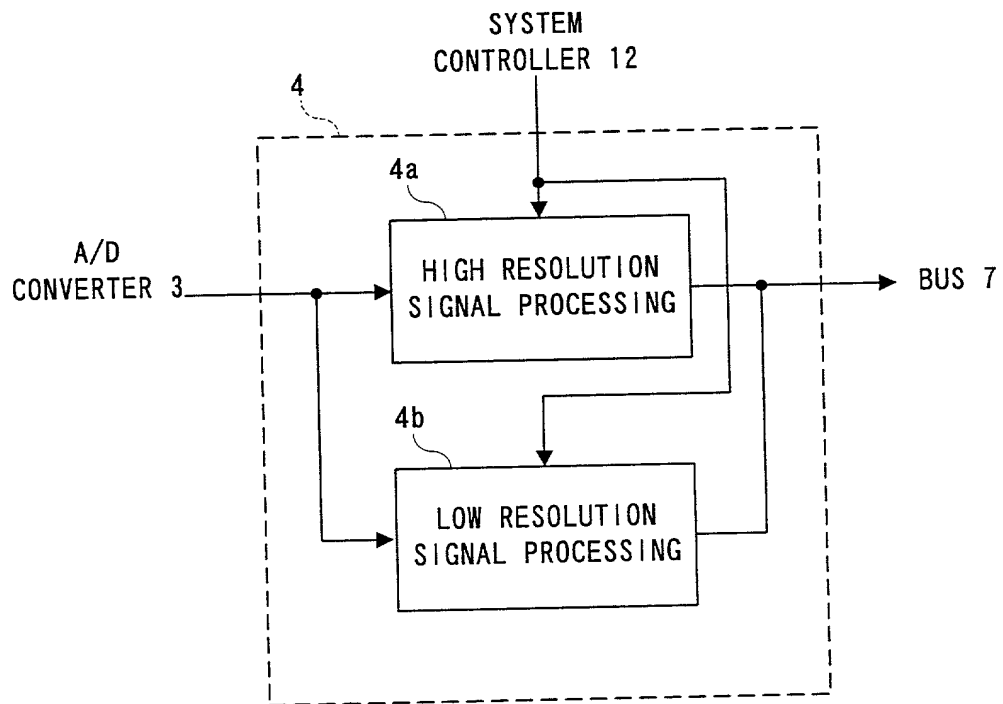 SYSTEM
CONTROLLER 12
4
4a
A/D
CONVERTER 3
HIGH RESOLUTION
SIGNAL PROCESSING
BUS 7
4b
LOW RESOLUTION
SIGNAL PROCESSING